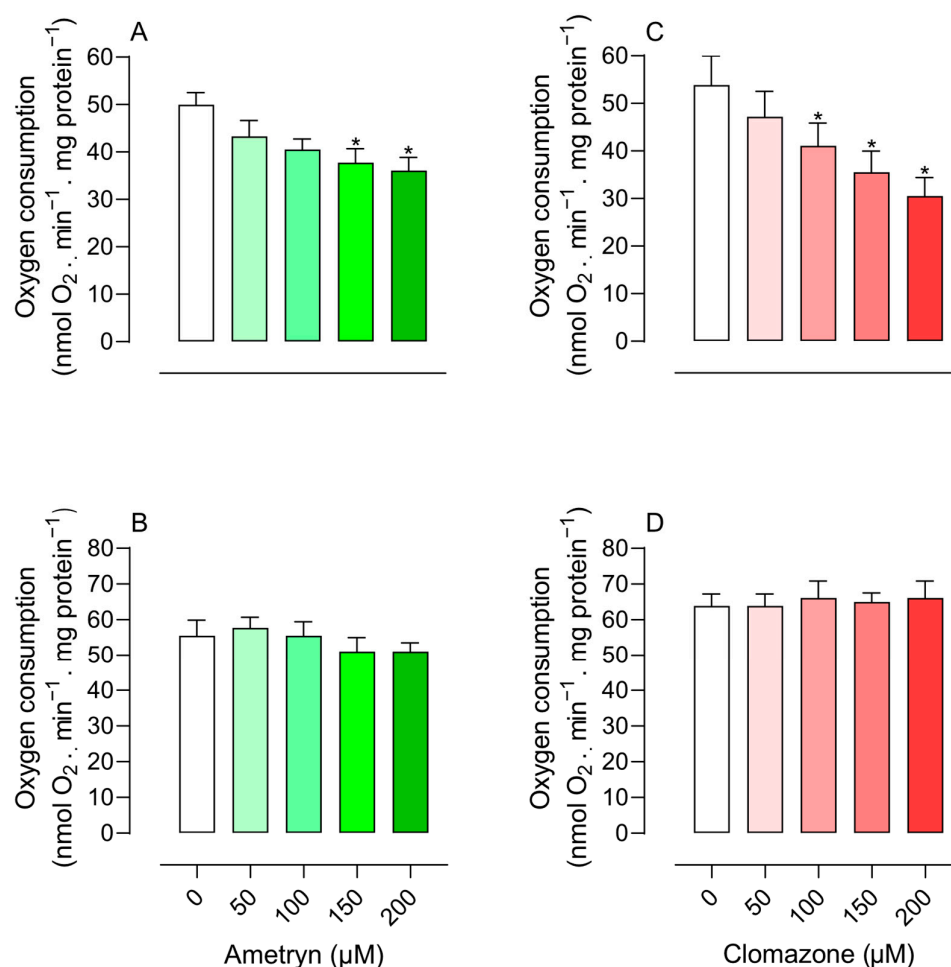 A
Oxygen consumption
(nmol O₂ ·. min⁻¹ . mg protein⁻¹)
60
50
40
30
20
10
0
* *
C
Oxygen consumption
(nmol O₂ ·. min⁻¹ . mg protein⁻¹)
60
50
40
30
20
10
0
* * *
B
Oxygen consumption
(nmol O₂ ·. min⁻¹ . mg protein⁻¹)
80
70
60
50
40
30
20
10
0
0 50 100 150 200
Ametryn (µM)
D
Oxygen consumption
(nmol O₂ ·. min⁻¹ . mg protein⁻¹)
80
70
60
50
40
30
20
10
0
0 50 100 150 200
Clomazone (µM)